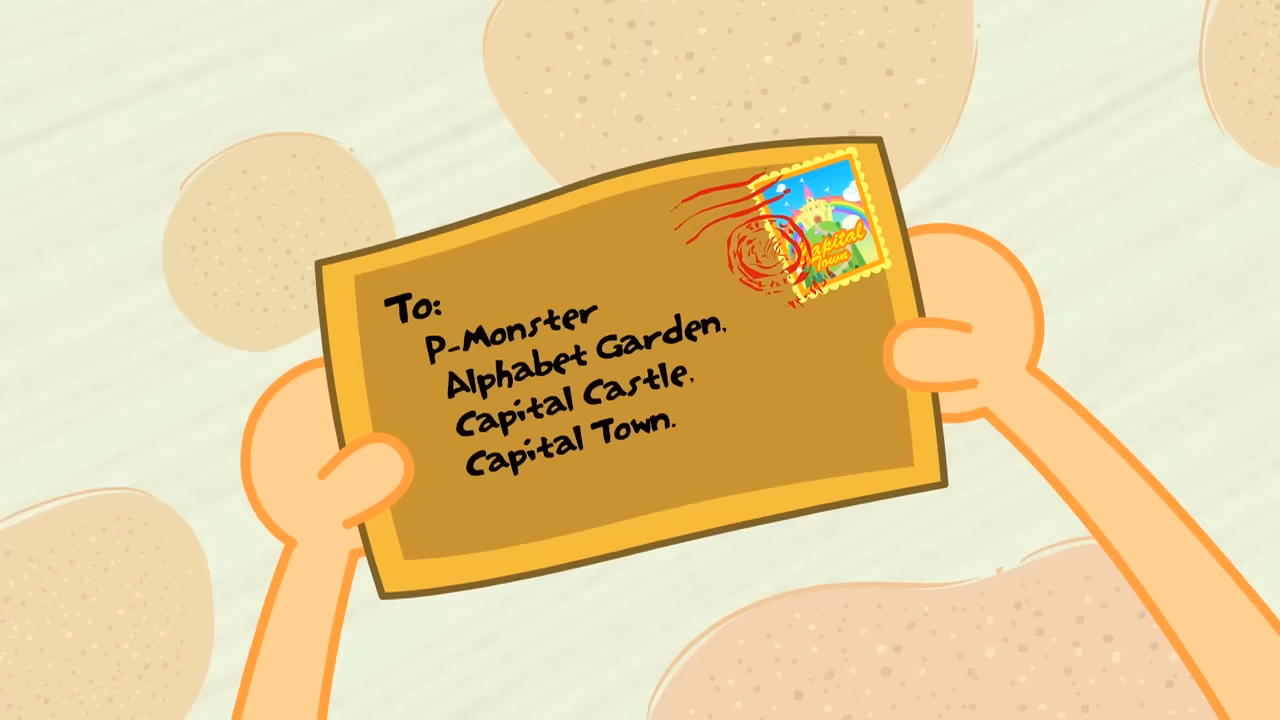 Capital
Town
To:
P-Monster
Alphabet Garden,
Capital Castle,
Capital Town.